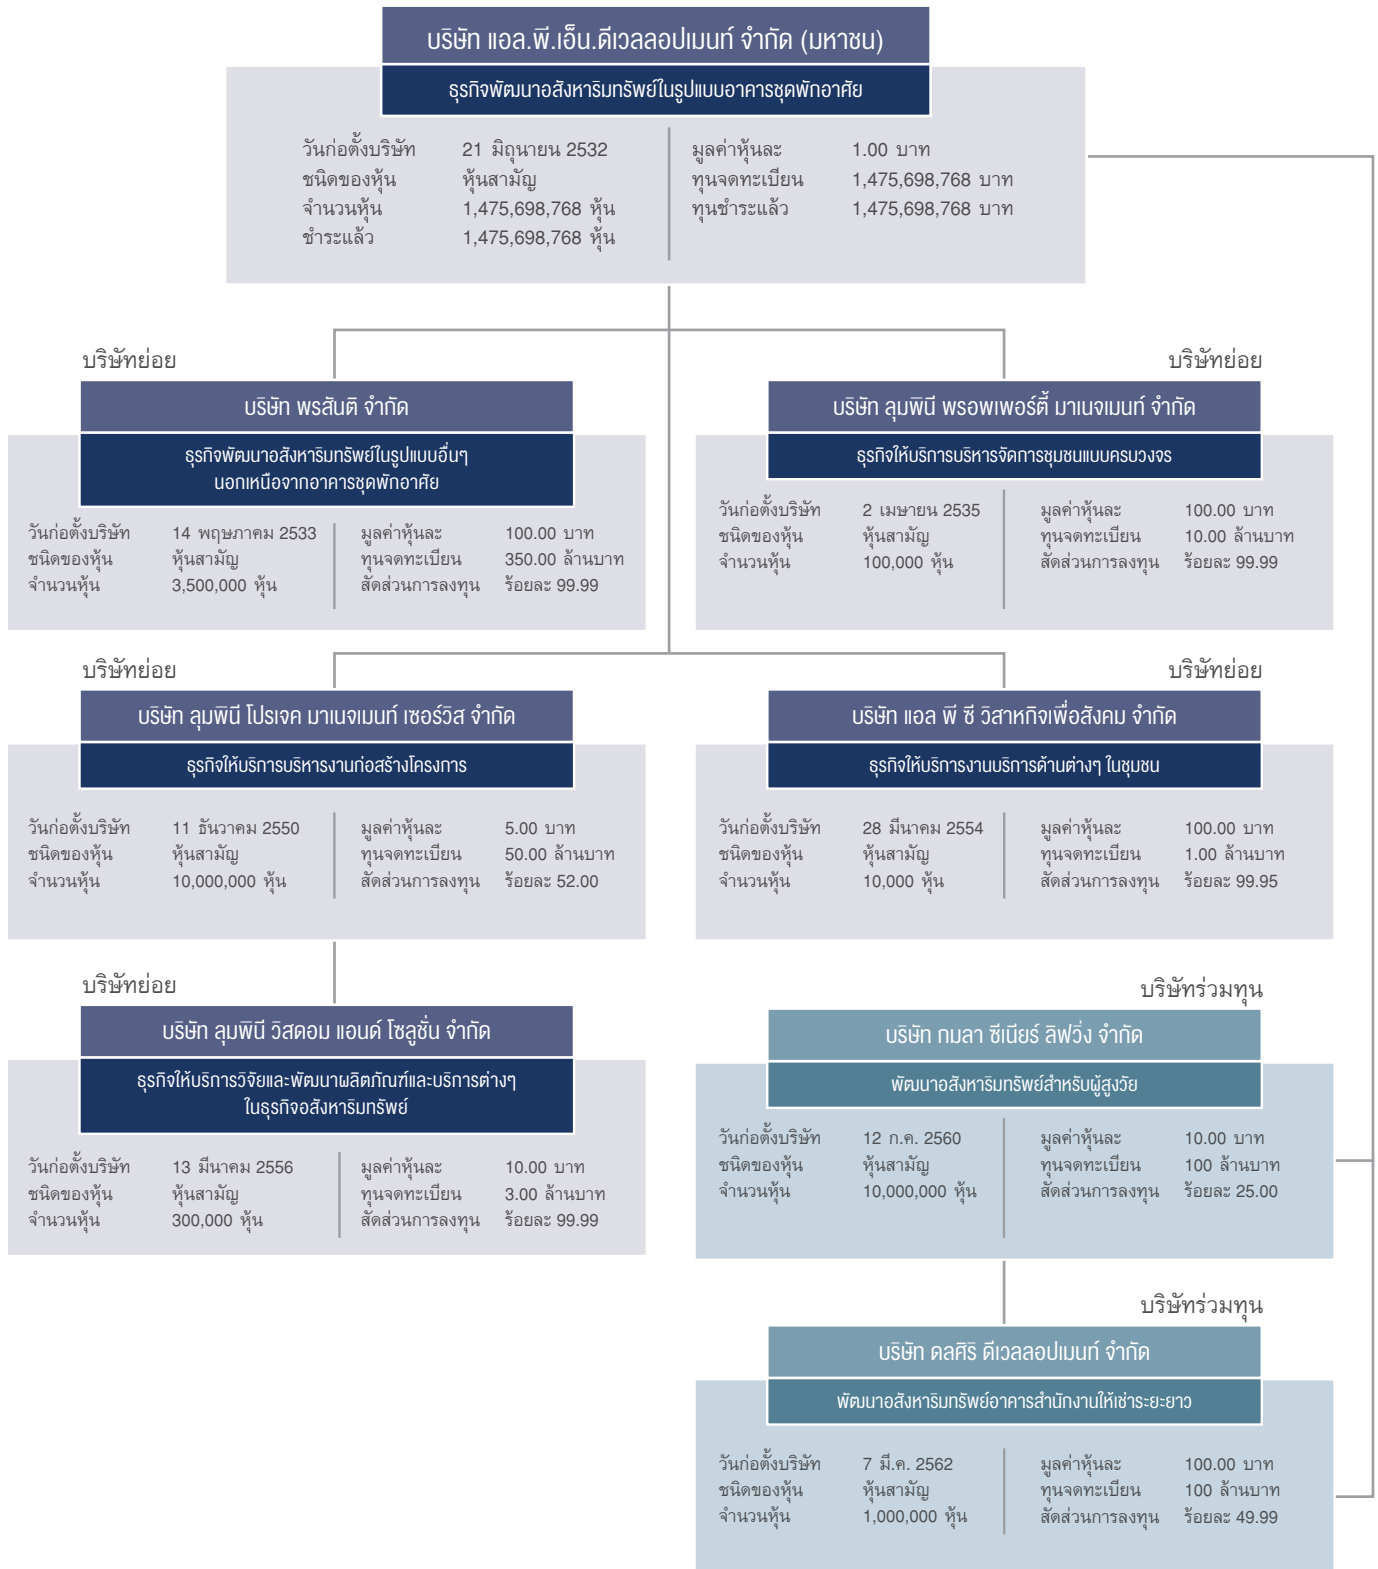 บริษัท แอล.พี.เอ็น.ดีเวลลอปเมนท์ จำกัด (มหาชน)
ธุรกิจพัฒนาอสังหาริมทรัพย์ในรูปแบบอาคารชุดพักอาศัย
วันก่อตั้งบริษัท 21 มิถุนายน 2532 มูลค่าหุ้นละ 1.00 บาท
ชนิดของหุ้น หุ้นสามัญ ทุนจดทะเบียน 1,475,698,768 บาท
จำนวนหุ้น 1,475,698,768 หุ้น ทุนชำระแล้ว 1,475,698,768 บาท
ชำระแล้ว 1,475,698,768 หุ้น
บริษัทย่อย
บริษัท พรสันติ จำกัด
ธุรกิจพัฒนาอสังหาริมทรัพย์ในรูปแบบอื่นๆ
นอกเหนือจากอาคารชุดพักอาศัย
วันก่อตั้งบริษัท 14 พฤษภาคม 2533 มูลค่าหุ้นละ 100.00 บาท
ชนิดของหุ้น หุ้นสามัญ ทุนจดทะเบียน 350.00 ล้านบาท
จำนวนหุ้น 3,500,000 หุ้น สัดส่วนการลงทุน ร้อยละ 99.99
บริษัทย่อย
บริษัท ลุมพินี พรอพเพอร์ตี้ มาเนจเมนท์ จำกัด
ธุรกิจให้บริการบริหารจัดการชุมชนแบบครบวงจร
วันก่อตั้งบริษัท 2 เมษายน 2535 มูลค่าหุ้นละ 100.00 บาท
ชนิดของหุ้น หุ้นสามัญ ทุนจดทะเบียน 10.00 ล้านบาท
จำนวนหุ้น 100,000 หุ้น สัดส่วนการลงทุน ร้อยละ 99.99
บริษัทย่อย
บริษัท ลุมพินี โปรเจค มาเนจเมนท์ เซอร์วิส จำกัด
ธุรกิจให้บริการบริหารงานก่อสร้างโครงการ
วันก่อตั้งบริษัท 11 ธันวาคม 2550 มูลค่าหุ้นละ 5.00 บาท
ชนิดของหุ้น หุ้นสามัญ ทุนจดทะเบียน 50.00 ล้านบาท
จำนวนหุ้น 10,000,000 หุ้น สัดส่วนการลงทุน ร้อยละ 52.00
บริษัทย่อย
บริษัท แอล พี ซี วิสาหกิจเพื่อสังคม จำกัด
ธุรกิจให้บริการงานบริการด้านต่างๆ ในชุมชน
วันก่อตั้งบริษัท 28 มีนาคม 2554 มูลค่าหุ้นละ 100.00 บาท
ชนิดของหุ้น หุ้นสามัญ ทุนจดทะเบียน 1.00 ล้านบาท
จำนวนหุ้น 10,000 หุ้น สัดส่วนการลงทุน ร้อยละ 99.95
บริษัทย่อย
บริษัท ลุมพินี วิสดอม แอนด์ โซลูชั่น จำกัด
ธุรกิจให้บริการวิจัยและพัฒนาผลิตภัณฑ์และบริการต่างๆ
ในธุรกิจอสังหาริมทรัพย์
วันก่อตั้งบริษัท 13 มีนาคม 2556 มูลค่าหุ้นละ 10.00 บาท
ชนิดของหุ้น หุ้นสามัญ ทุนจดทะเบียน 3.00 ล้านบาท
จำนวนหุ้น 300,000 หุ้น สัดส่วนการลงทุน ร้อยละ 99.99
บริษัทร่วมทุน
บริษัท กมลา ซีเนียร์ ลิฟวิ่ง จำกัด
พัฒนาอสังหาริมทรัพย์สำหรับผู้สูงวัย
วันก่อตั้งบริษัท 12 ก.ค. 2560 มูลค่าหุ้นละ 10.00 บาท
ชนิดของหุ้น หุ้นสามัญ ทุนจดทะเบียน 100 ล้านบาท
จำนวนหุ้น 10,000,000 หุ้น สัดส่วนการลงทุน ร้อยละ 25.00
บริษัทร่วมทุน
บริษัท ดลศิริ ดีเวลลอปเมนท์ จำกัด
พัฒนาอสังหาริมทรัพย์อาคารสำนักงานให้เช่าระยะยาว
วันก่อตั้งบริษัท 7 มี.ค. 2562 มูลค่าหุ้นละ 100.00 บาท
ชนิดของหุ้น หุ้นสามัญ ทุนจดทะเบียน 100 ล้านบาท
จำนวนหุ้น 1,000,000 หุ้น สัดส่วนการลงทุน ร้อยละ 49.99